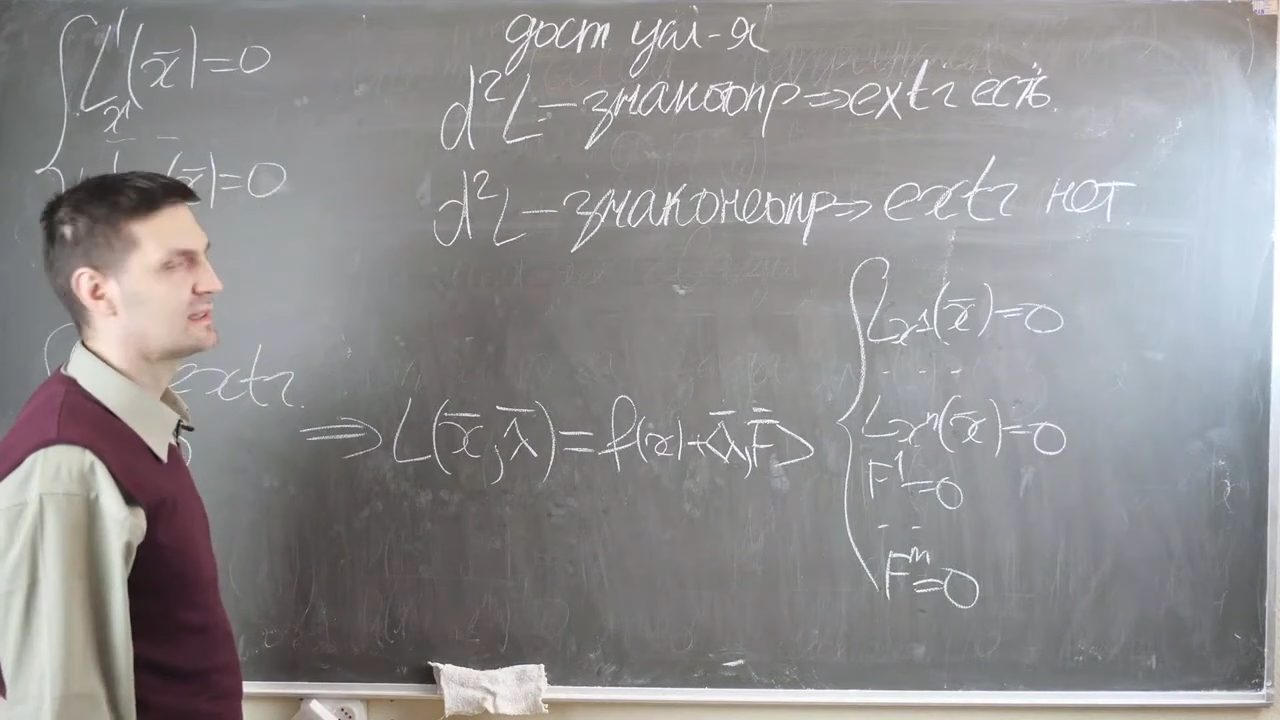 L'ₓ₁(x̄)=0
(x̄)=0
extr.
дост усл-я
d²L – знакоопр ⇒ extr есть.
d²L – знаконеопр ⇒ extr нет.
⇒ L(x̄,λ̄)=f(x)+<λ̄,F̄>
Lx¹(x̄)=0
- - -
Lxⁿ(x̄)=0
F¹=0
- -
Fᵐ=0